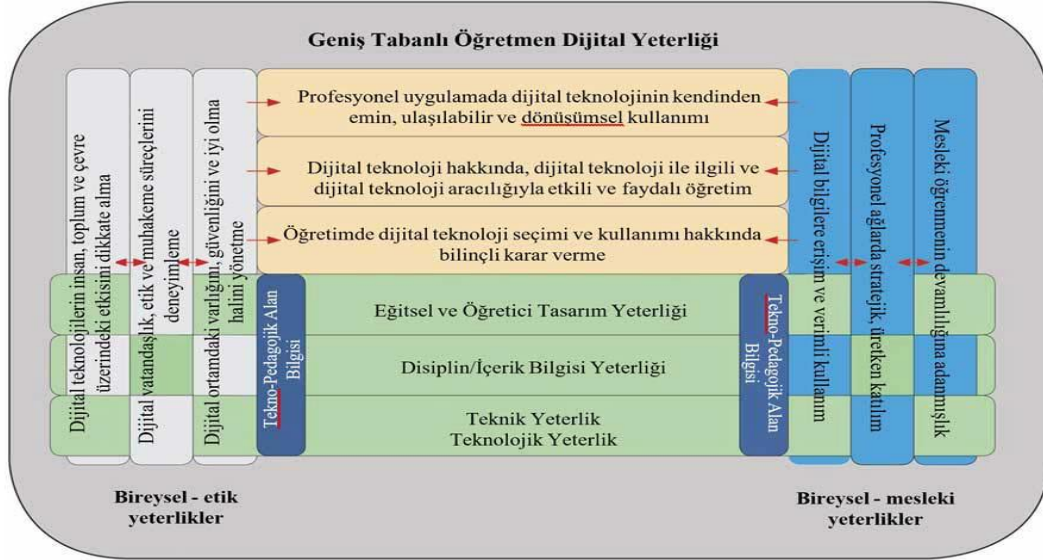 Geniş Tabanlı Öğretmen Dijital Yeterliği
Dijital teknolojilerin insan, toplum ve çevre
üzerindeki etkisini dikkate alma
Dijital vatandaşlık, etik ve muhakeme süreçlerini
deneyimleme
Dijital ortamdaki varlığını, güvenliğini ve iyi olma
halini yönetme
Profesyonel uygulamada dijital teknolojinin kendinden
emin, ulaşılabilir ve dönüşümsel kullanımı
Dijital teknoloji hakkında, dijital teknoloji ile ilgili ve
dijital teknoloji aracılığıyla etkili ve faydalı öğretim
Öğretimde dijital teknoloji seçimi ve kullanımı hakkında
bilinçli karar verme
Tekno-Pedagojik Alan
Bilgisi
Eğitsel ve Öğretici Tasarım Yeterliği
Disiplin/İçerik Bilgisi Yeterliği
Teknik Yeterlik
Teknolojik Yeterlik
Tekno-Pedagojik Alan
Bilgisi
Dijital bilgilere erişim ve verimli kullanım
Profesyonel ağlarda stratejik, üretken katılım
Mesleki öğrenmenin devamlılığına adanmışlık
Bireysel - etik
yeterlikler
Bireysel - mesleki
yeterlikler